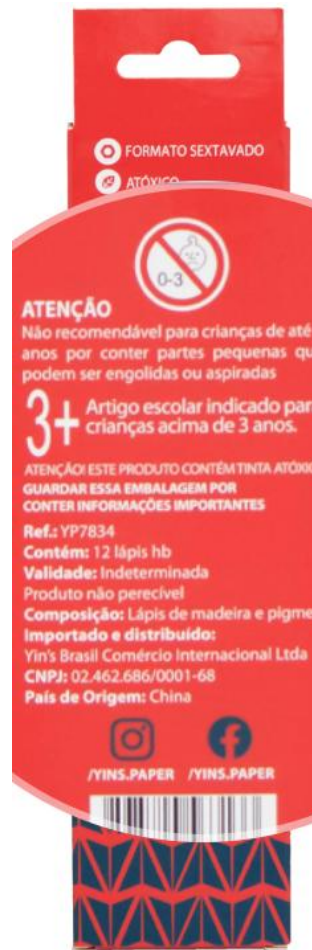 FORMATO SEXTAVADO
ATÓXICO
0-3
ATENÇÃO
Não recomendável para crianças de até
anos por conter partes pequenas
podem ser engolidas ou aspiradas
3+ Artigo escolar indicado
crianças acima de 3 anos.
ATENÇÃO! ESTE PRODUTO CONTÉM TINTA
GUARDAR ESSA EMBALAGEM POR
CONTER INFORMAÇÕES IMPORTANTES
Ref.: YP7834
Contém: 12 lápis hb
Validade: Indeterminada
Produto não perecível
Composição: Lápis de madeira e
Importado e distribuído:
Yin's Brasil Comércio Internacional Ltda
CNPJ: 02.462.686/0001-68
País de Origem: China
/YINS.PAPER /YINS.PAPER